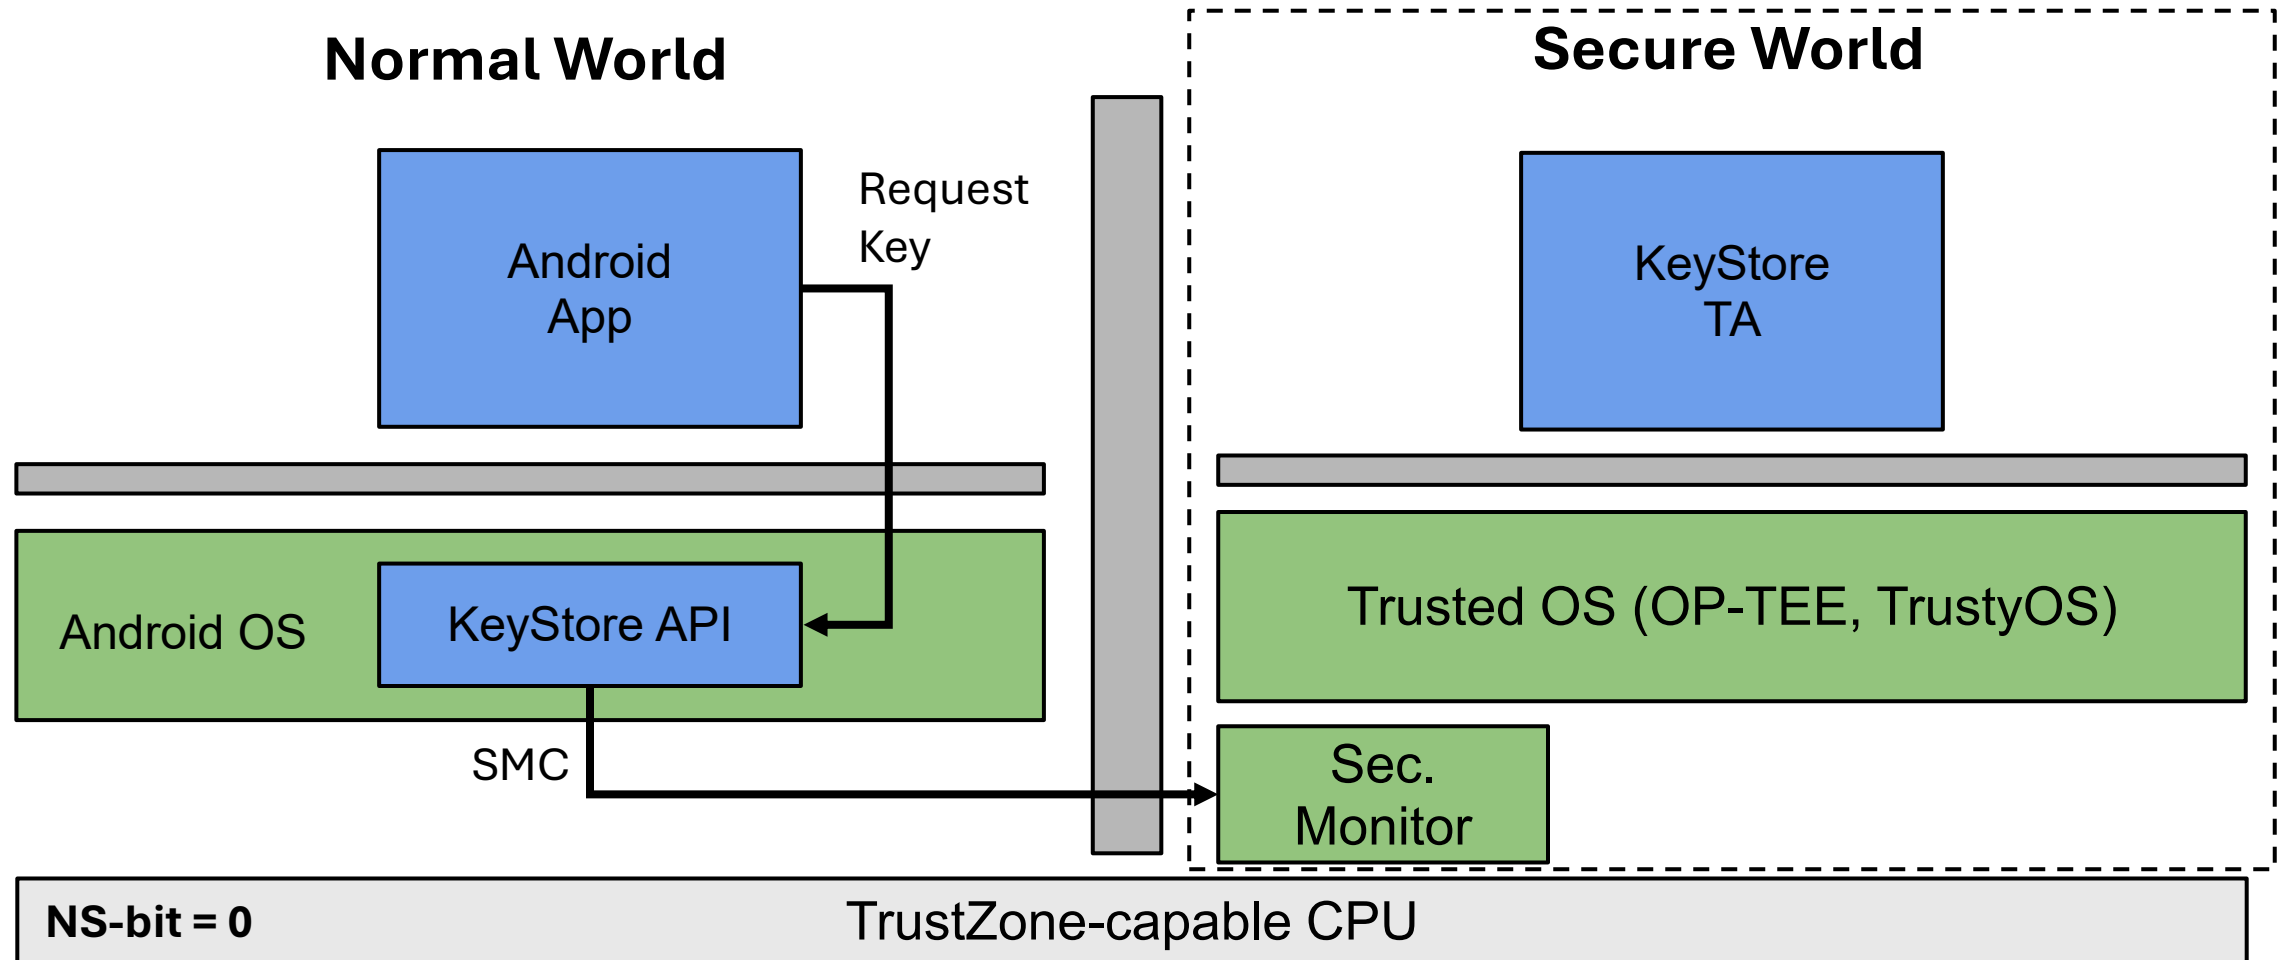 Normal World
Secure World
Android
App
Request
Key
KeyStore
TA
Android OS
KeyStore API
Trusted OS (OP-TEE, TrustyOS)
SMC
Sec.
Monitor
NS-bit = 0
TrustZone-capable CPU